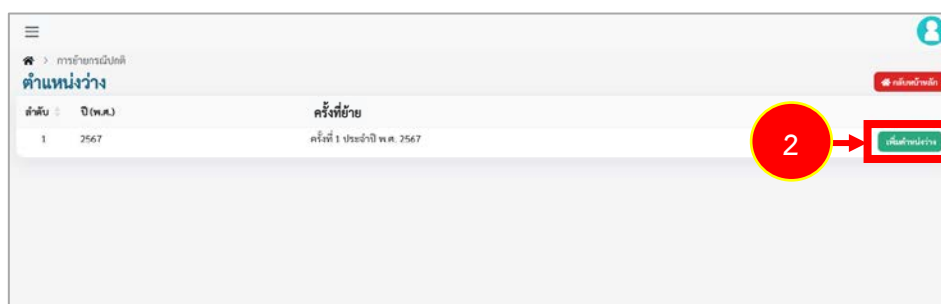 > การย้ายกรณีปกติ
ตำแหน่งว่าง
กลับหน้าหลัก
ลำดับ ปี (พ.ศ.) ครั้งที่ย้าย
1 2567 ครั้งที่ 1 ประจำปี พ.ศ. 2567
2 เพิ่มตำแหน่งว่าง